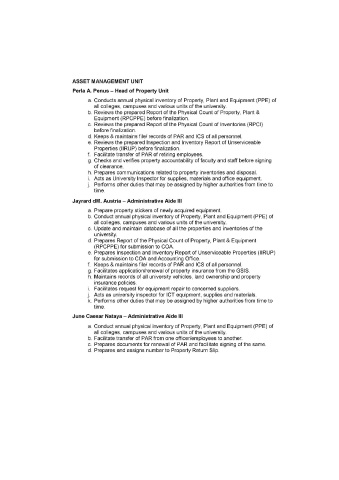 ASSET MANAGEMENT UNIT
Perla A. Penus – Head of Property Unit
a. Conducts annual physical inventory of Property, Plant and Equipment (PPE) of
all colleges, campuses and various units of the university.
b. Reviews the prepared Report of the Physical Count of Property, Plant &
Equipment (RPCPPE) before finalization.
c. Reviews the prepared Report of the Physical Count of Inventories (RPCI)
before finalization.
d. Keeps & maintains file/ records of PAR and ICS of all personnel.
e. Reviews the prepared Inspection and Inventory Report of Unserviceable
Properties (IIRUP) before finalization.
f. Facilitate transfer of PAR of retiring employees.
g. Checks and verifies property accountability of faculty and staff before signing
of clearance.
h. Prepares communications related to property inventories and disposal.
i. Acts as University Inspector for supplies, materials and office equipment.
j. Performs other duties that may be assigned by higher authorities from time to
time.
Jayrard dM. Austria – Administrative Aide III
a. Prepare property stickers of newly acquired equipment.
b. Conduct annual physical inventory of Property, Plant and Equipment (PPE) of
all colleges, campuses and various units of the university.
c. Update and maintain database of all the properties and inventories of the
university.
d. Prepares Report of the Physical Count of Property, Plant & Equipment
(RPCPPE) for submission to COA.
e. Prepares Inspection and Inventory Report of Unserviceable Properties (IIRUP)
for submission to COA and Accounting Office.
f. Keeps & maintains file/ records of PAR and ICS of all personnel.
g. Facilitates application/renewal of property insurance from the GSIS.
h. Maintains records of all university vehicles, land ownership and property
insurance policies.
i. Facilitates request for equipment repair to concerned suppliers.
j. Acts as university inspector for ICT equipment, supplies and materials.
k. Performs other duties that may be assigned by higher authorities from time to
time.
June Caesar Nataya – Administrative Aide III
a. Conduct annual physical inventory of Property, Plant and Equipment (PPE) of
all colleges, campuses and various units of the university.
b. Facilitate transfer of PAR from one officer/employees to another.
c. Prepares documents for renewal of PAR and facilitate signing of the same.
d. Prepares and assigns number to Property Return Slip.